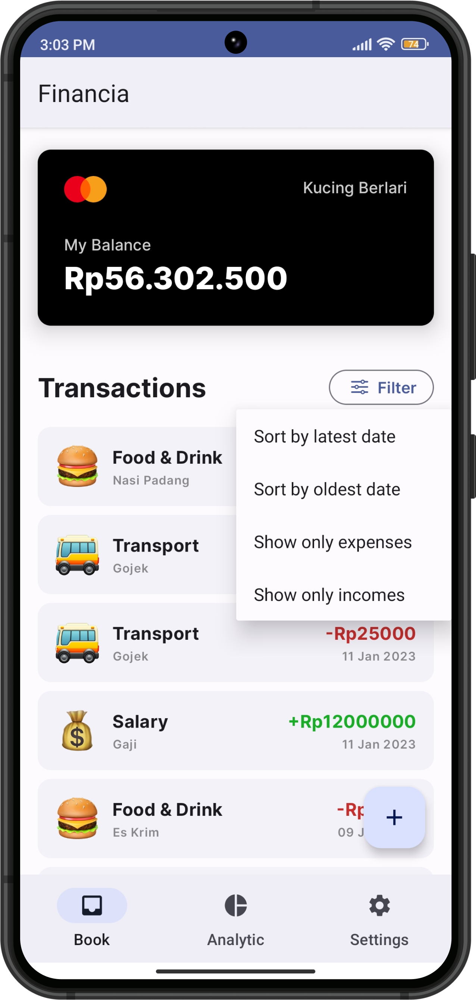 3:03 PM
74
Financia
Kucing Berlari
My Balance
Rp56.302.500
Transactions
Filter
Sort by latest date
Sort by oldest date
Show only expenses
Show only incomes
Food & Drink
Nasi Padang
Transport
Gojek
Transport
-Rp25000
Gojek
11 Jan 2023
Salary
+Rp12000000
Gaji
11 Jan 2023
Food & Drink
-Rp
Es Krim
09 J
Book
Analytic
Settings